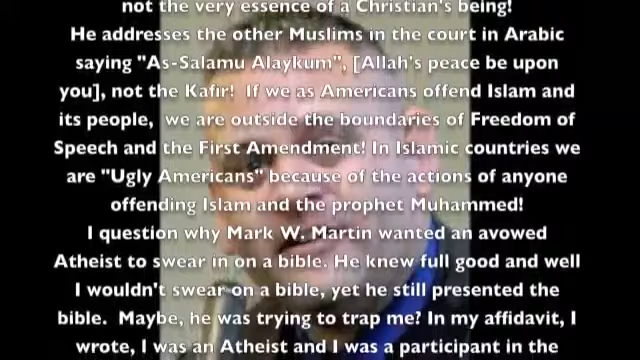 not the very essence of a Christian's being!
He addresses the other Muslims in the court in Arabic
saying "As-Salamu Alaykum", [Allah's peace be upon
you], not the Kafir!  If we as Americans offend Islam and
its people,  we are outside the boundaries of Freedom of
Speech and the First Amendment! In Islamic countries we
are "Ugly Americans" because of the actions of anyone
offending Islam and the prophet Muhammed!
I question why Mark W. Martin wanted an avowed
Atheist to swear in on a bible. He knew full good and well
I wouldn't swear on a bible, yet he still presented the
bible.  Maybe, he was trying to trap me? In my affidavit, I
wrote, I was an Atheist and I was a participant in the